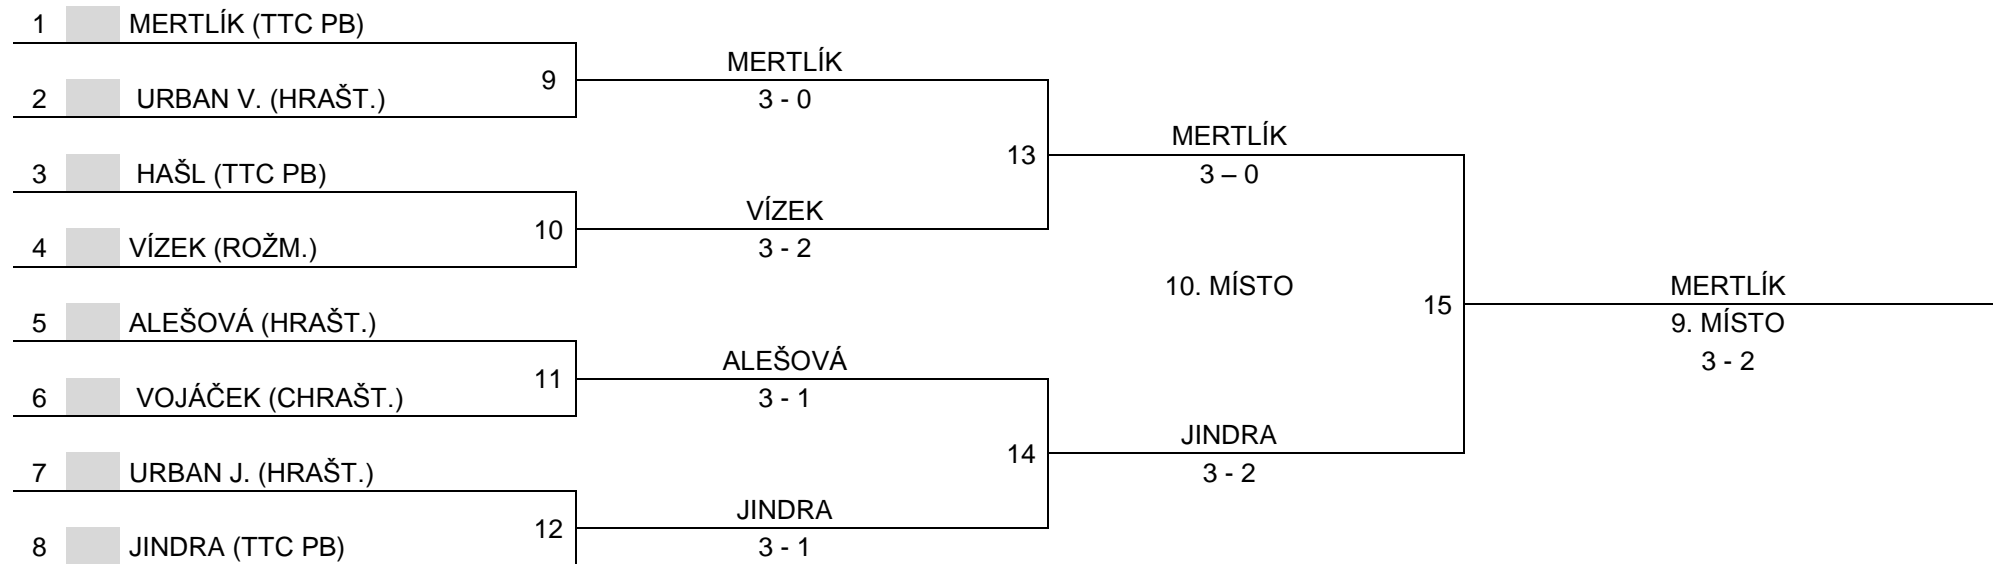 1 MERTLÍK (TTC PB)
MERTLÍK
9
2 URBAN V. (HRAŠT.)
3 - 0
MERTLÍK
13
3 HAŠL (TTC PB)
3 – 0
VÍZEK
10
4 VÍZEK (ROŽM.)
3 - 2
10. MÍSTO
MERTLÍK
15
5 ALEŠOVÁ (HRAŠT.)
9. MÍSTO
ALEŠOVÁ
3 - 2
11
6 VOJÁČEK (CHRAŠT.)
3 - 1
JINDRA
14
7 URBAN J. (HRAŠT.)
3 - 2
JINDRA
12
8 JINDRA (TTC PB)
3 - 1